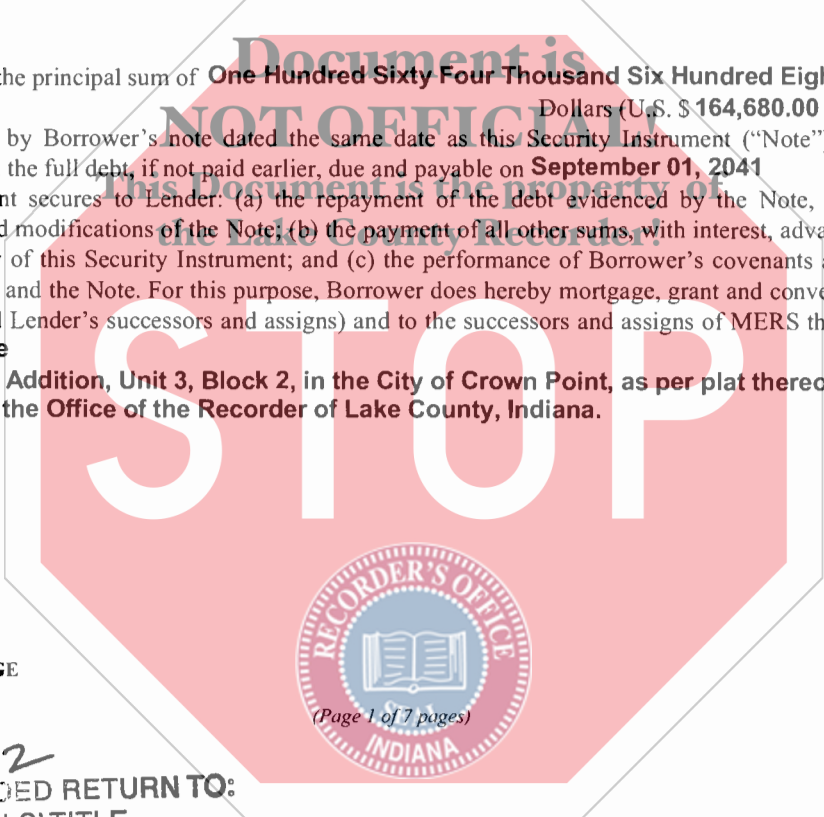 Document is
the principal sum of One Hundred Sixty Four Thousand Six Hundred Eigh
NOT OFFICIAL!
Dollars (U.S. $ 164,680.00
by Borrower's note dated the same date as this Security Instrument ("Note")
the full debt, if not paid earlier, due and payable on September 01, 2041
This Document is the property of
nt secures to Lender: (a) the repayment of the debt evidenced by the Note,
d modifications of the Note; (b) the payment of all other sums, with interest, adva
the Lake County Recorder!
of this Security Instrument; and (c) the performance of Borrower's covenants a
and the Note. For this purpose, Borrower does hereby mortgage, grant and conve
Lender's successors and assigns) and to the successors and assigns of MERS th
e
Addition, Unit 3, Block 2, in the City of Crown Point, as per plat thereo
the Office of the Recorder of Lake County, Indiana.
STOP
RECORDER'S OFFICE
GE
SEAL
(Page 1 of 7 pages)
INDIANA
2
DED RETURN TO: